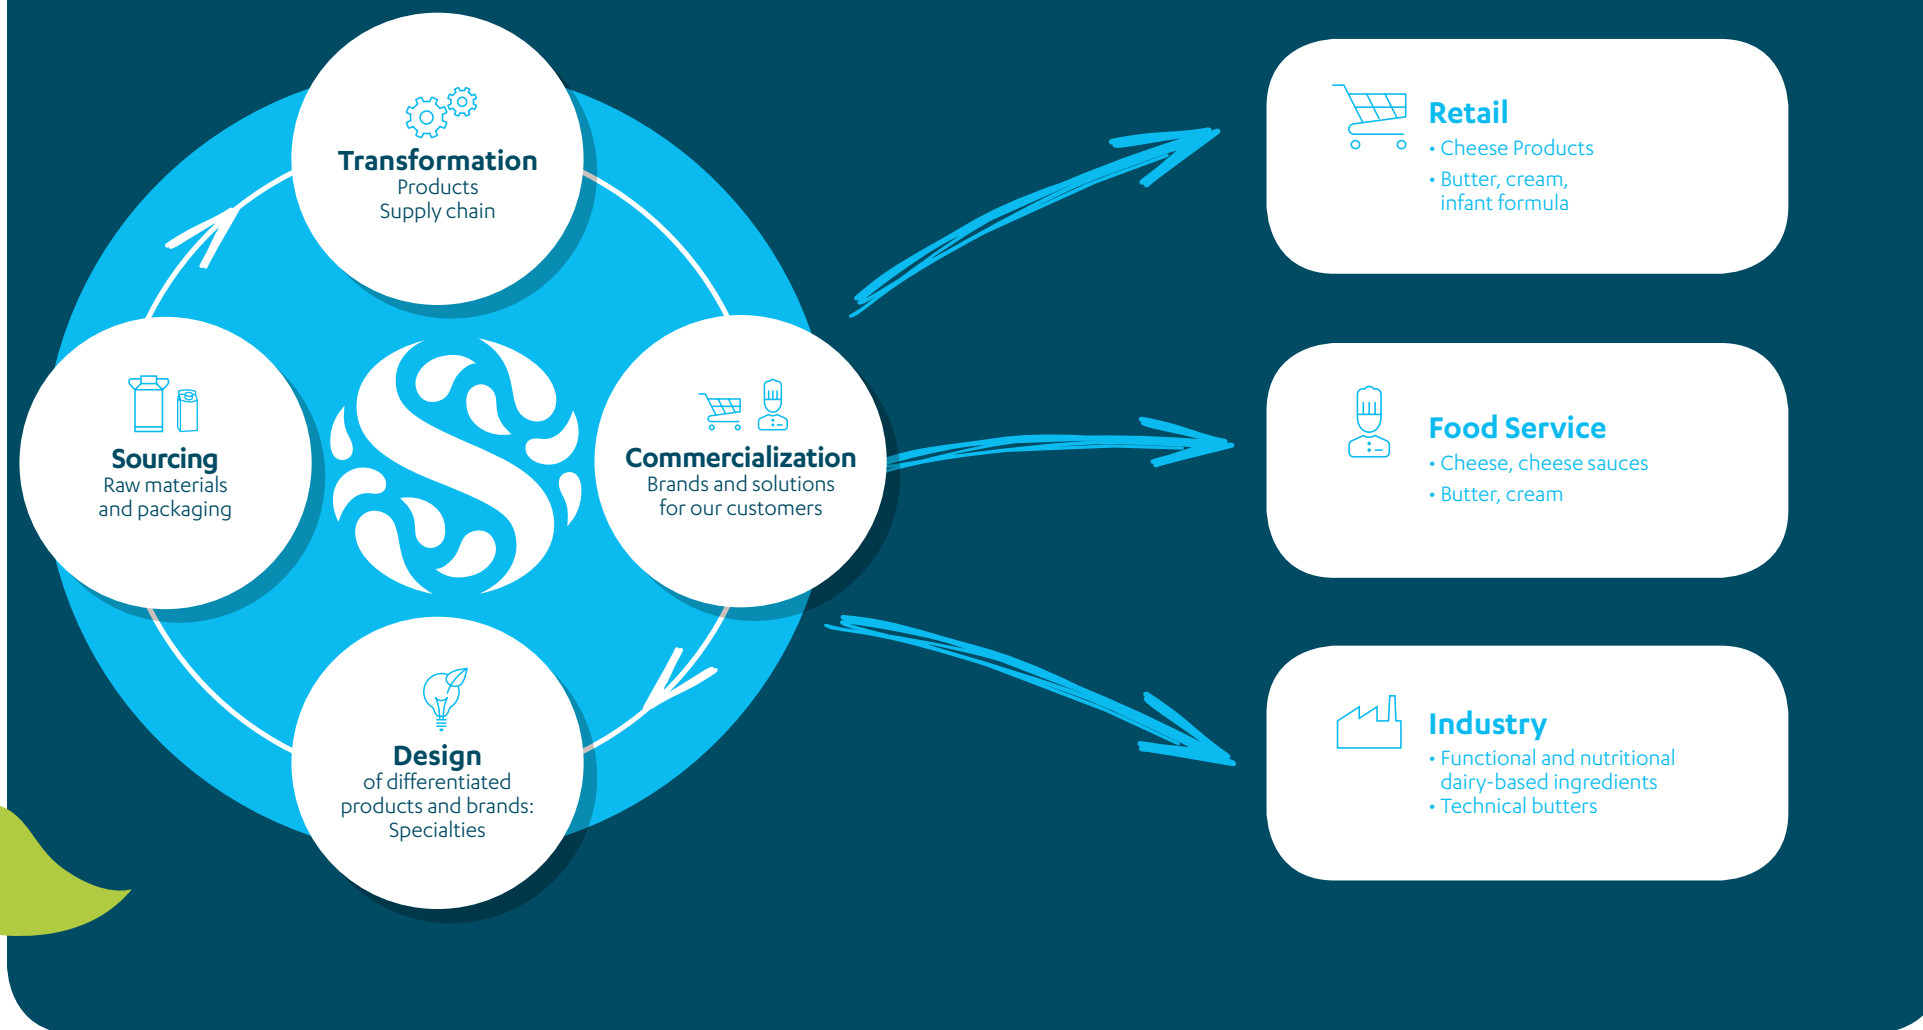 Transformation
Products
Supply chain
Sourcing
Raw materials
and packaging
Commercialization
Brands and solutions
for our customers
Design
of differentiated
products and brands:
Specialties
Retail
• Cheese Products
• Butter, cream,
infant formula
Food Service
• Cheese, cheese sauces
• Butter, cream
Industry
• Functional and nutritional
dairy-based ingredients
• Technical butters